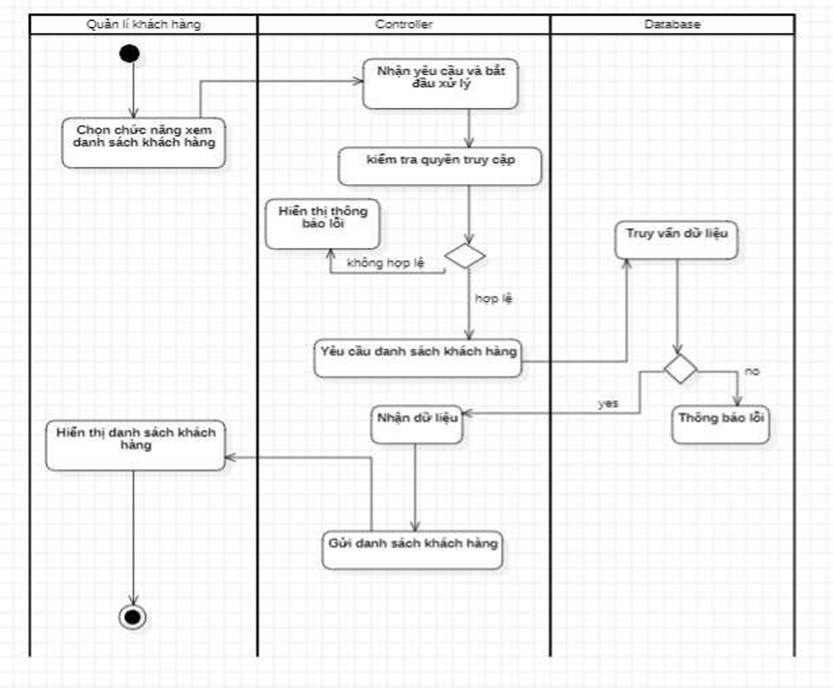 Quản lí khách hàng
Controller
Database
Nhận yêu cầu và bắt
đầu xử lý
Chọn chức năng xem
danh sách khách hàng
kiểm tra quyền truy cập
Hiển thị thông
báo lỗi
Truy vấn dữ liệu
không hợp lệ
hợp lệ
Yêu cầu danh sách khách hàng
no
yes
Nhận dữ liệu
Thông báo lỗi
Hiển thị danh sách khách
hàng
Gửi danh sách khách hàng